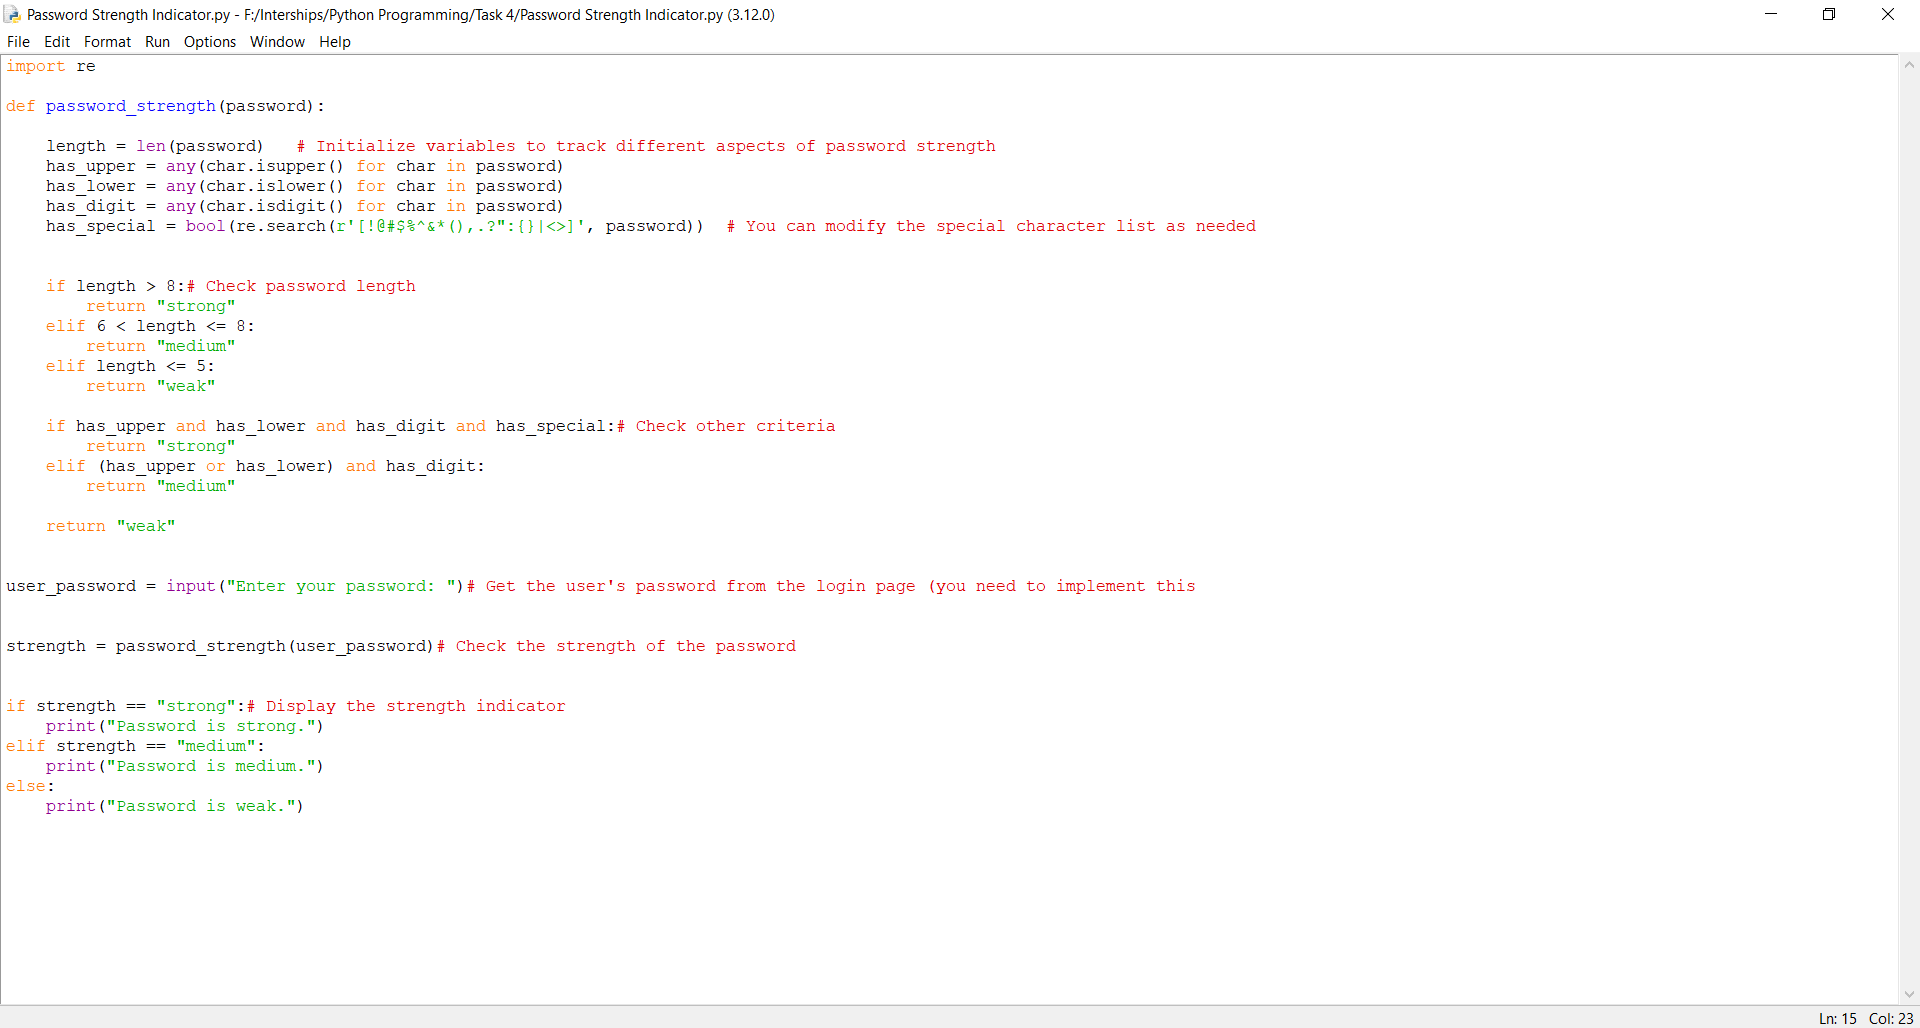 Password Strength Indicator.py - F:/Interships/Python Programming/Task 4/Password Strength Indicator.py (3.12.0)
File Edit Format Run Options Window Help
import re
def password_strength(password):
    length = len(password)   # Initialize variables to track different aspects of password strength
    has_upper = any(char.isupper() for char in password)
    has_lower = any(char.islower() for char in password)
    has_digit = any(char.isdigit() for char in password)
    has_special = bool(re.search(r'[!@#$%^&*(),.?":{}|<>]', password))  # You can modify the special character list as needed
    if length > 8:# Check password length
        return "strong"
    elif 6 < length <= 8:
        return "medium"
    elif length <= 5:
        return "weak"
    if has_upper and has_lower and has_digit and has_special:# Check other criteria
        return "strong"
    elif (has_upper or has_lower) and has_digit:
        return "medium"
    return "weak"
user_password = input("Enter your password: ")# Get the user's password from the login page (you need to implement this
strength = password_strength(user_password)# Check the strength of the password
if strength == "strong":# Display the strength indicator
    print("Password is strong.")
elif strength == "medium":
    print("Password is medium.")
else:
    print("Password is weak.")
Ln: 15 Col: 23